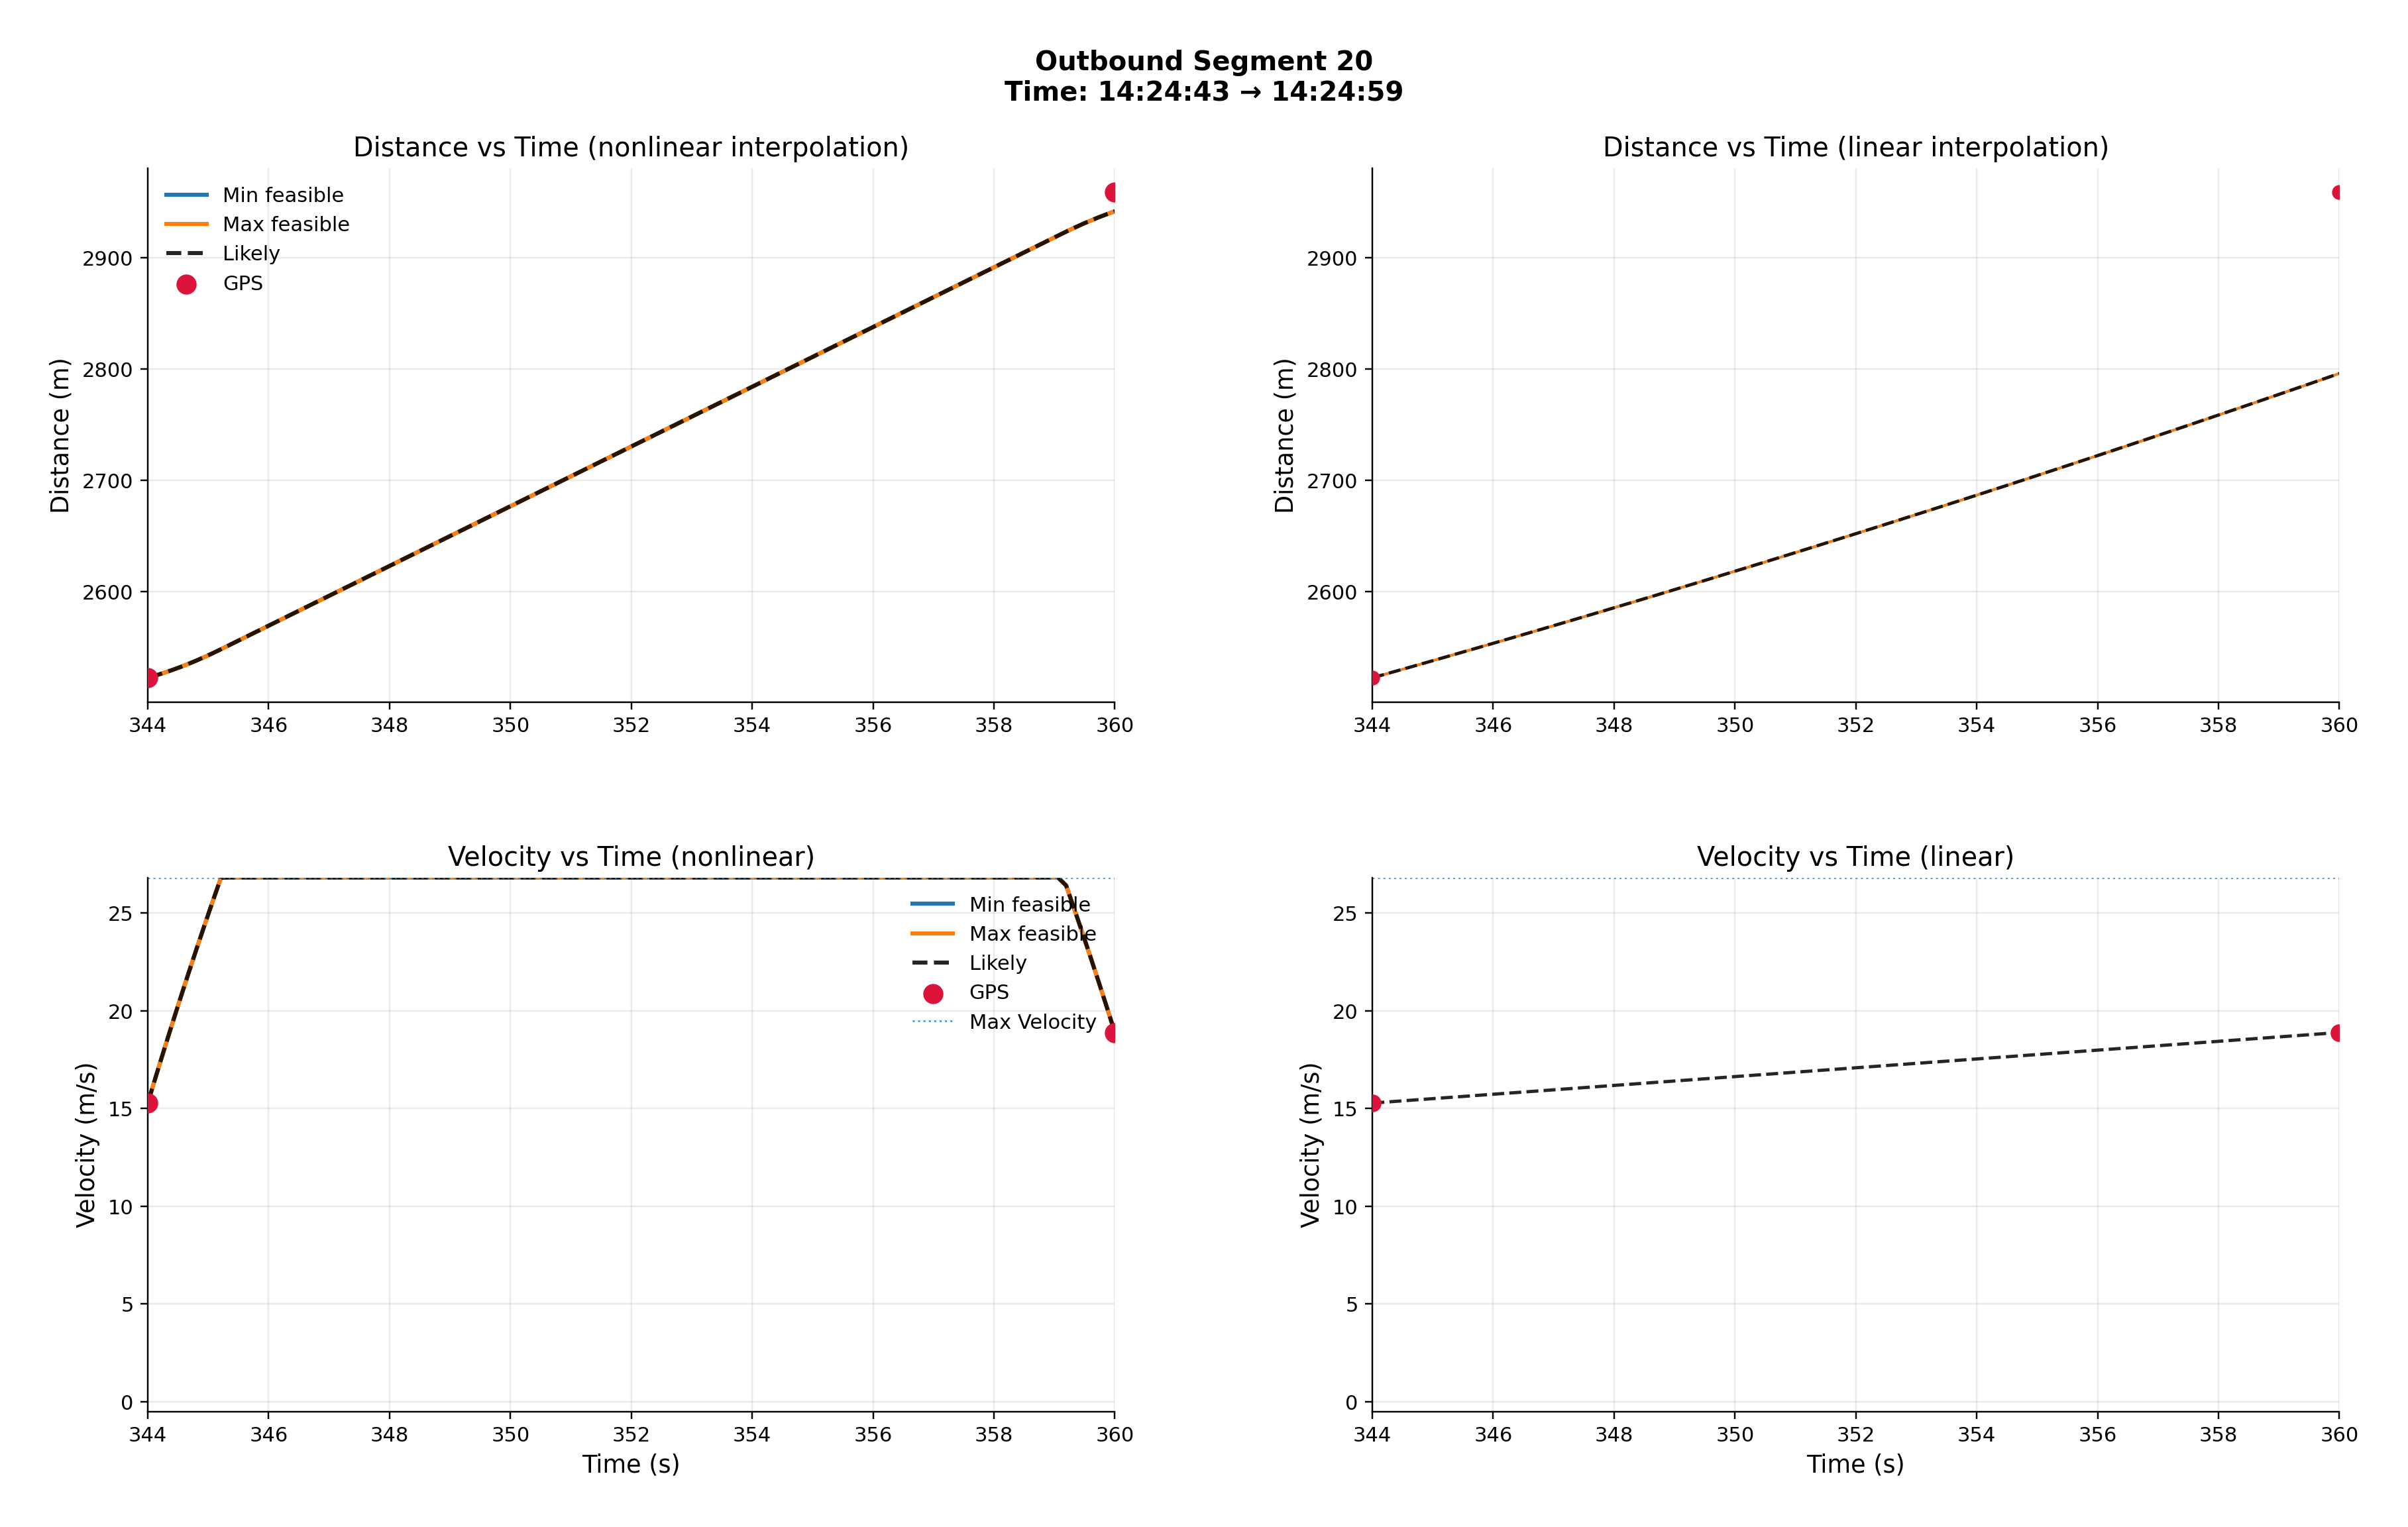 Outbound Segment 20
Time: 14:24:43 → 14:24:59
Distance vs Time (nonlinear interpolation)
Distance (m)
2900
2800
2700
2600
Min feasible
Max feasible
Likely
GPS
344 346 348 350 352 354 356 358 360
Distance vs Time (linear interpolation)
Distance (m)
2900
2800
2700
2600
344 346 348 350 352 354 356 358 360
Velocity vs Time (nonlinear)
Velocity (m/s)
25
20
15
10
5
0
Min feasible
Max feasible
Likely
GPS
Max Velocity
344 346 348 350 352 354 356 358 360
Time (s)
Velocity vs Time (linear)
Velocity (m/s)
25
20
15
10
5
0
344 346 348 350 352 354 356 358 360
Time (s)